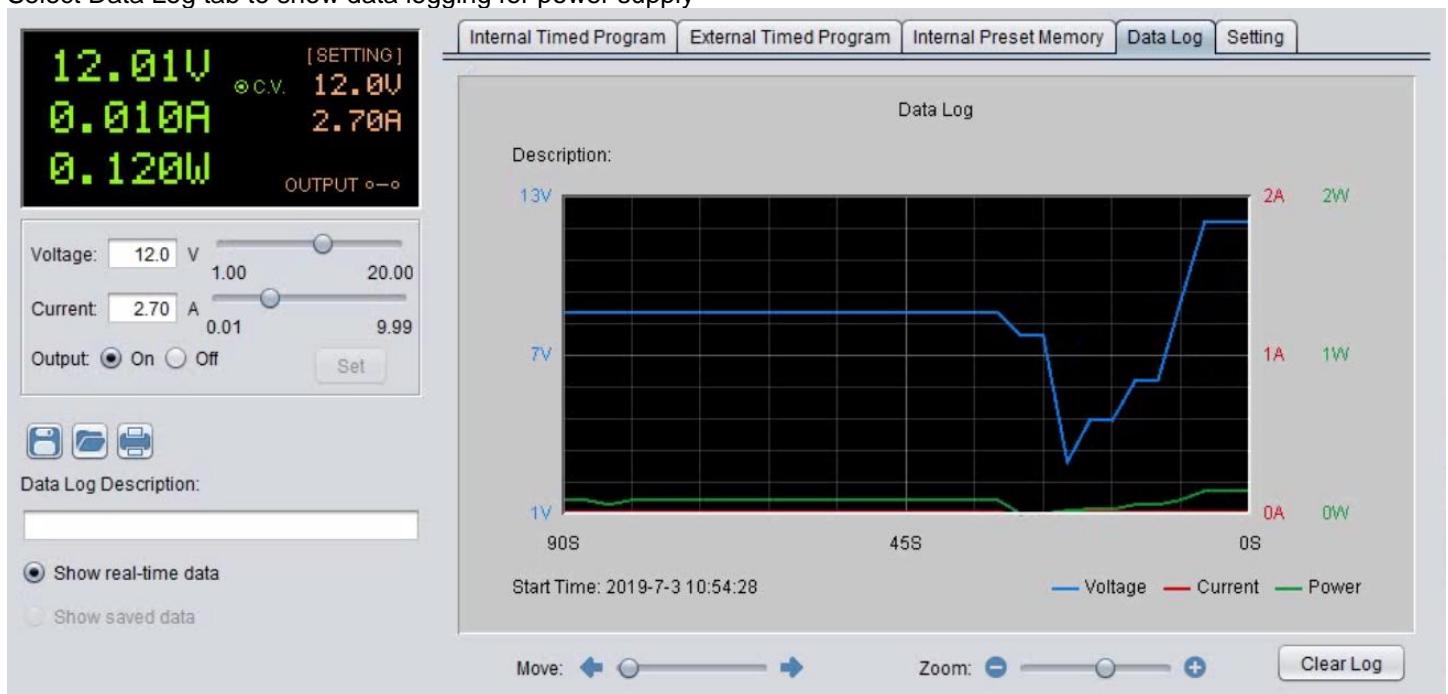 Select Data Log tab to show data logging for power supply
12.01V
[SETTING]
C.V.
12.0V
0.010A
2.70A
0.120W
OUTPUT
Voltage: 12.0 V
1.00 20.00
Current: 2.70 A
0.01 9.99
Output: On Off
Set
Data Log Description:
Show real-time data
Show saved data
Internal Timed Program External Timed Program Internal Preset Memory Data Log Setting
Data Log
Description:
13V 2A 2W
7V 1A 1W
1V 0A 0W
90S 45S 0S
Start Time: 2019-7-3 10:54:28 Voltage Current Power
Move: Zoom: Clear Log